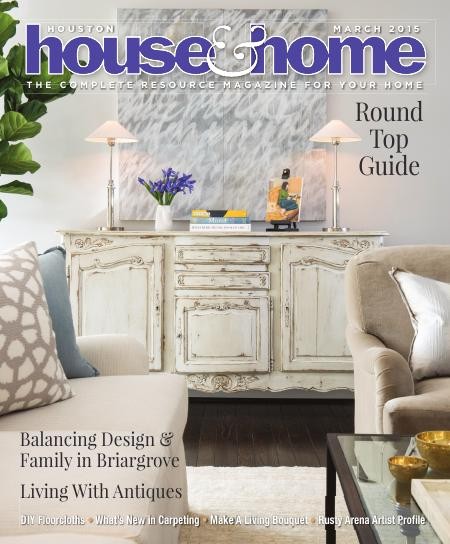 HOUSTON
MARCH 2015
house&home
THE COMPLETE RESOURCE MAGAZINE FOR YOUR HOME
Round
Top
Guide
Monet
Balancing Design &
Family in Briargrove
Living With Antiques
DIY Floorcloths • What's New in Carpeting • Make A Living Bouquet • Rusty Arena Artist Profile